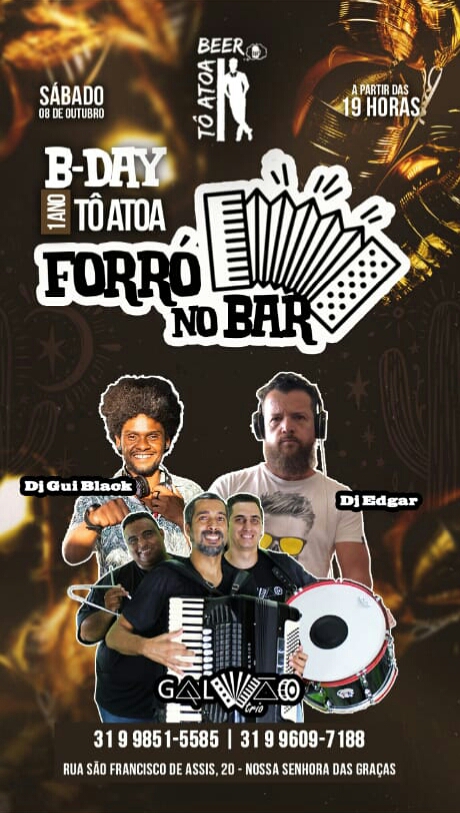 SÁBADO
08 DE OUTUBRO
TÔ ATOA
BEER
A PARTIR DAS
19 HORAS
B-DAY
1 ANO
TÔ ATOA
FORRÓ
NO BAR
Dj Gui Black
Dj Edgar
GALVÃO
trio
31 9 9851-5585 | 31 9 9609-7188
RUA SÃO FRANCISCO DE ASSIS, 20 - NOSSA SENHORA DAS GRAÇAS